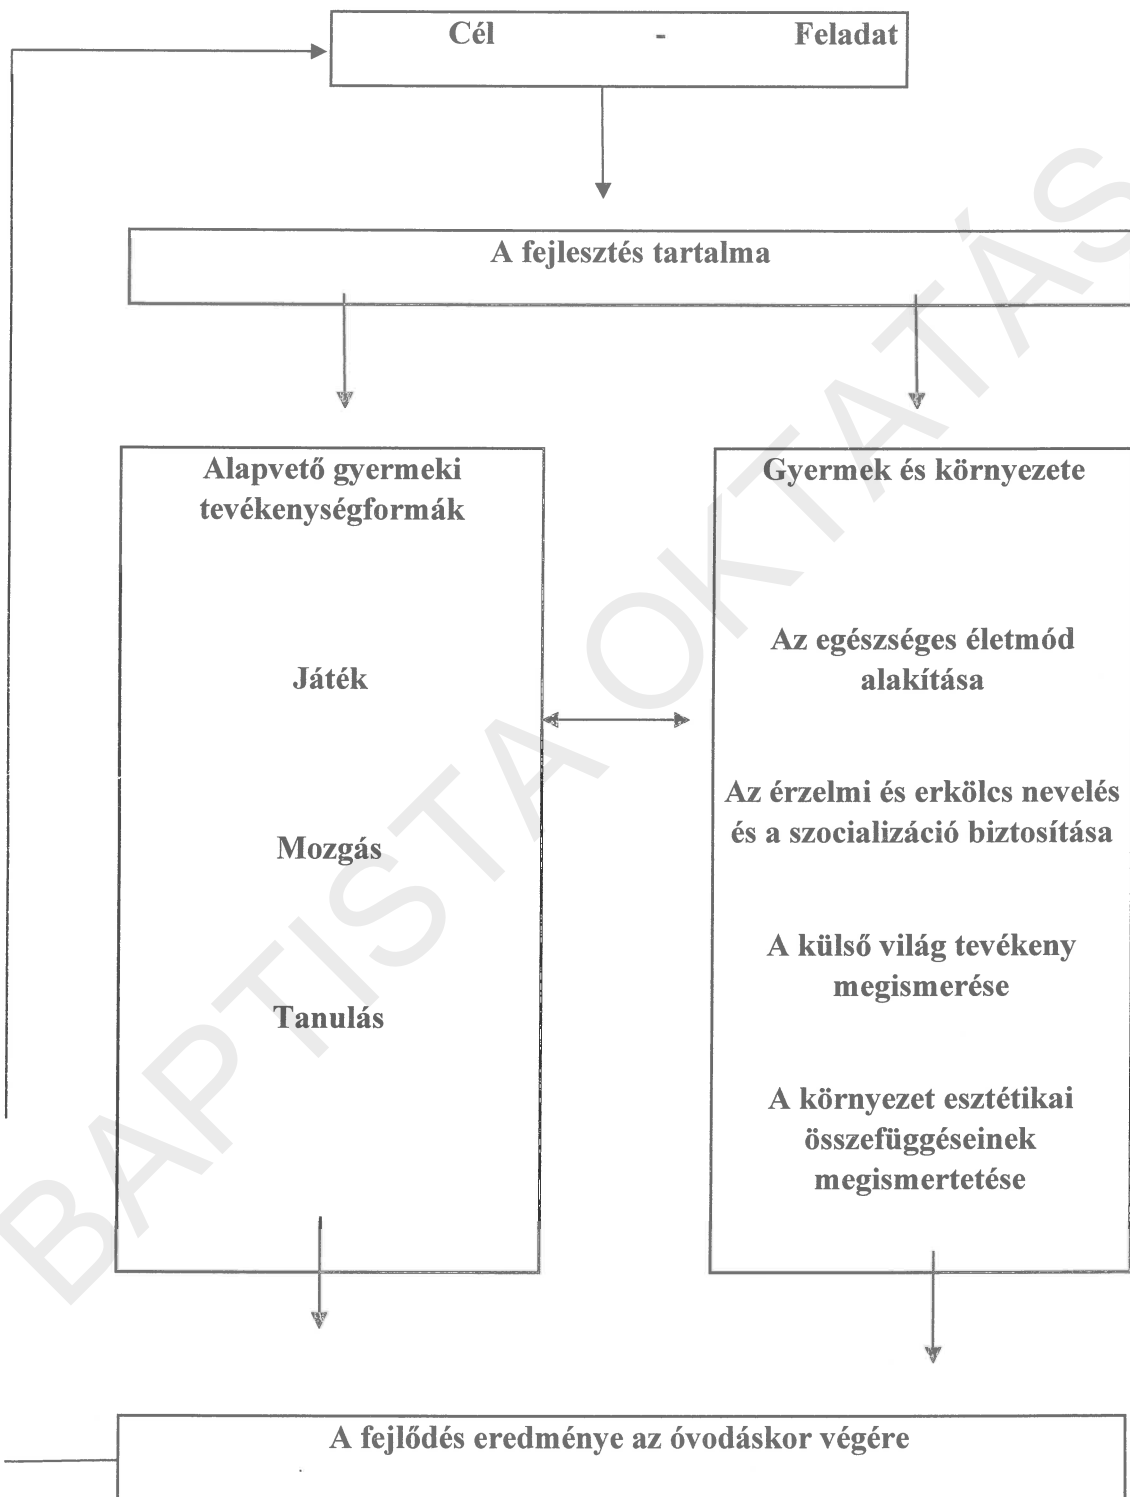 Cél - Feladat
A fejlesztés tartalma
Alapvető gyermeki
tevékenységformák
Játék
Mozgás
Tanulás
Gyermek és környezete
Az egészséges életmód
alakítása
Az érzelmi és erkölcs nevelés
és a szocializáció biztosítása
A külső világ tevékeny
megismerése
A környezet esztétikai
összefüggéseinek
megismertetése
A fejlődés eredménye az óvodáskor végére
BAPTISTA OKTATÁS